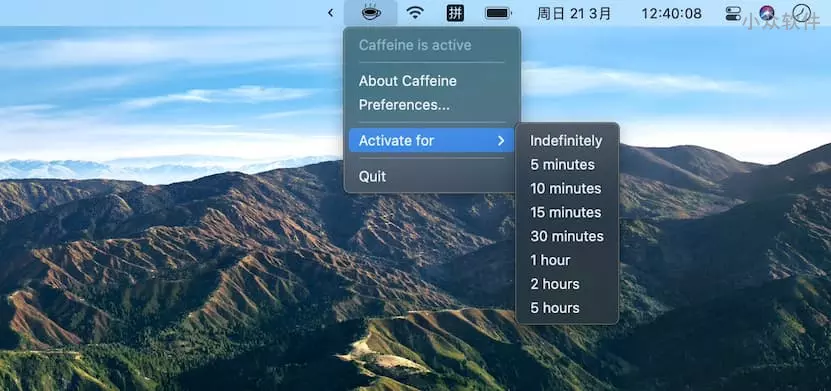 拼 周日 21 3月 12:40:08
小众软件
Caffeine is active
About Caffeine
Preferences...
Activate for
Quit
Indefinitely
5 minutes
10 minutes
15 minutes
30 minutes
1 hour
2 hours
5 hours